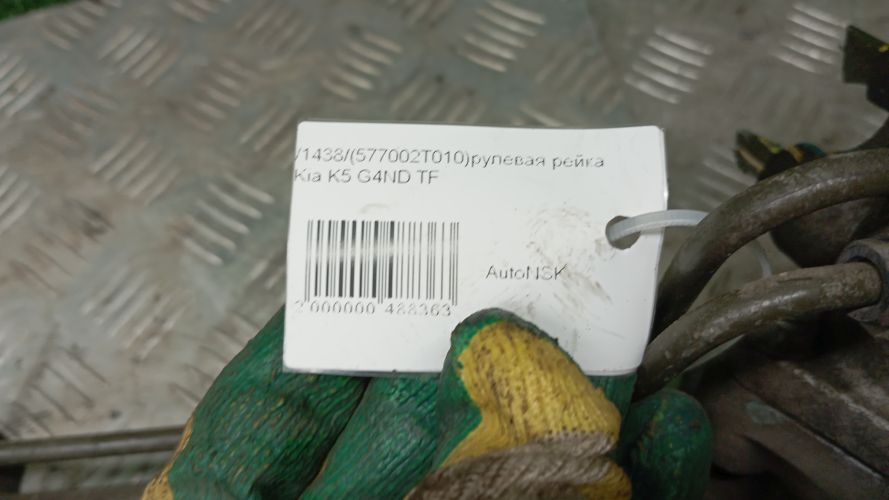 /1438/(577002T010)рулевая рейка
Kia K5 G4ND TF
AutoNSK
2 000000 488363